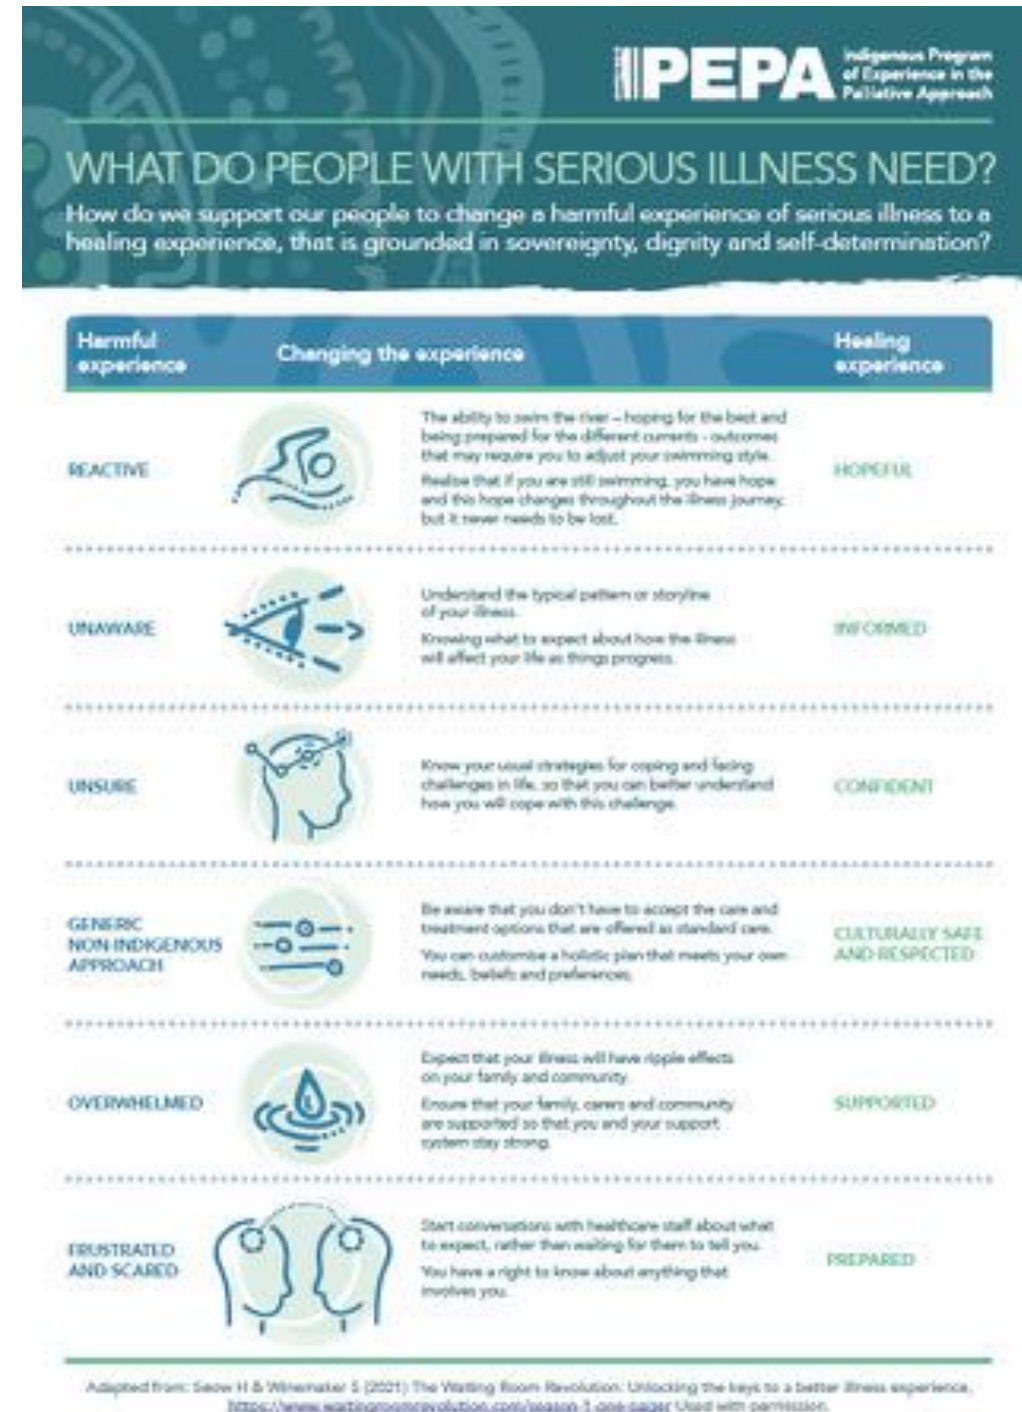 IPEPA
Indigenous Program
of Experience in the
Palliative Approach
WHAT DO PEOPLE WITH SERIOUS ILLNESS NEED?
How do we support our people to change a harmful experience of serious illness to a
healing experience, that is grounded in sovereignty, dignity and self-determination?
Harmful
experience
Changing the experience
Healing
experience
REACTIVE
The ability to swim the river – hoping for the best and
being prepared for the different currents - outcomes
that may require you to adjust your swimming style.
Realise that if you are still swimming, you have hope
and this hope changes throughout the illness journey,
but it never needs to be lost.
HOPEFUL
UNAWARE
Understand the typical pattern or storyline
of your illness.
Knowing what to expect about how the illness
will affect your life as things progress.
INFORMED
UNSURE
Know your usual strategies for coping and facing
challenges in life, so that you can better understand
how you will cope with this challenge.
CONFIDENT
GENERIC
NON-INDIGENOUS
APPROACH
Be aware that you don't have to accept the care and
treatment options that are offered as standard care.
You can customise a holistic plan that meets your own
needs, beliefs and preferences.
CULTURALLY SAFE
AND RESPECTED
OVERWHELMED
Expect that your illness will have ripple effects
on your family and community.
Ensure that your family, carers and community
are supported so that you and your support
system stay strong.
SUPPORTED
FRUSTRATED
AND SCARED
Start conversations with healthcare staff about what
to expect, rather than waiting for them to tell you.
You have a right to know about anything that
involves you.
PREPARED
Adapted from: Seow H & Winemaker S (2021) The Waiting Room Revolution: Unlocking the keys to a better illness experience,
https://www.waitingroomrevolution.com/season-1-one-pager Used with permission.